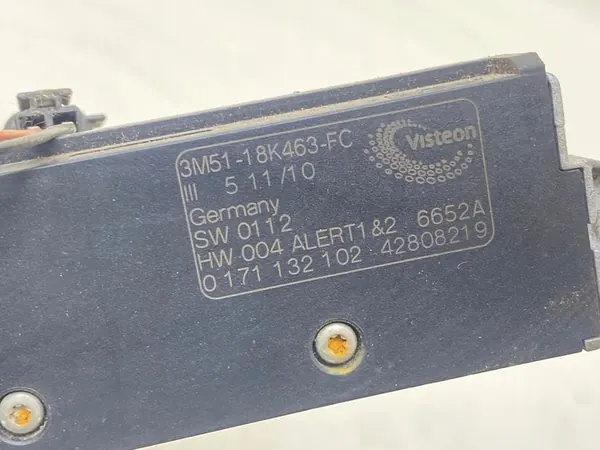 3M51-18K463-FC
Visteon
III 5 11/10
Germany
SW 0112
HW 004 ALERT1&2 6652A
0 171 132 102 42808219